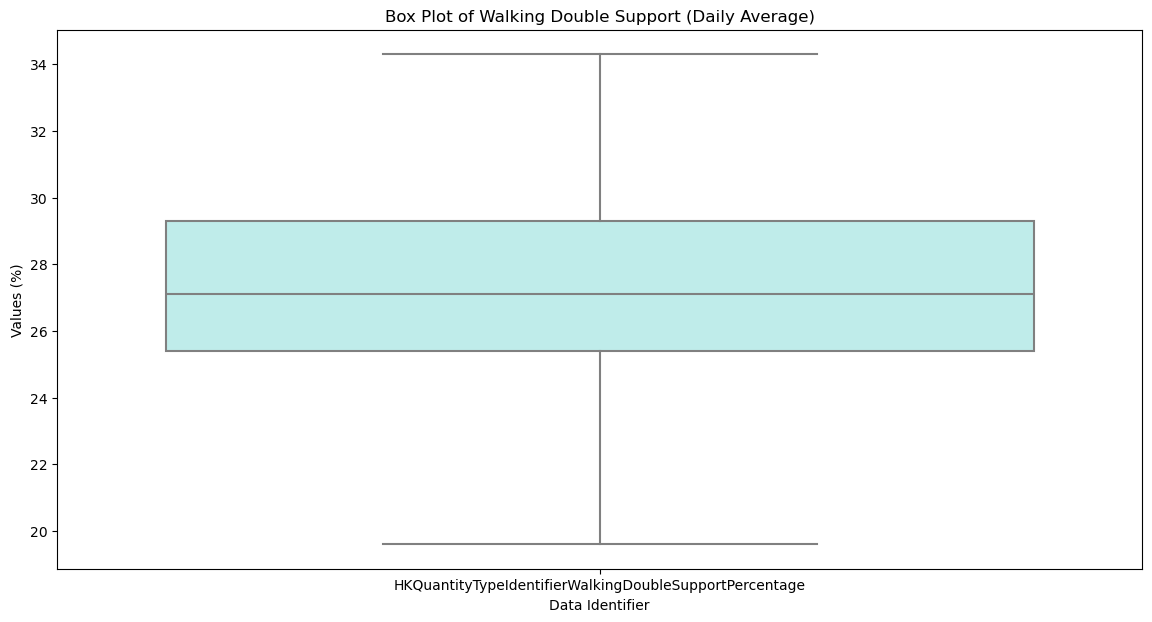 Box Plot of Walking Double Support (Daily Average)
34
32
30
28
26
24
22
20
Values (%)
HKQuantityTypeIdentifierWalkingDoubleSupportPercentage
Data Identifier